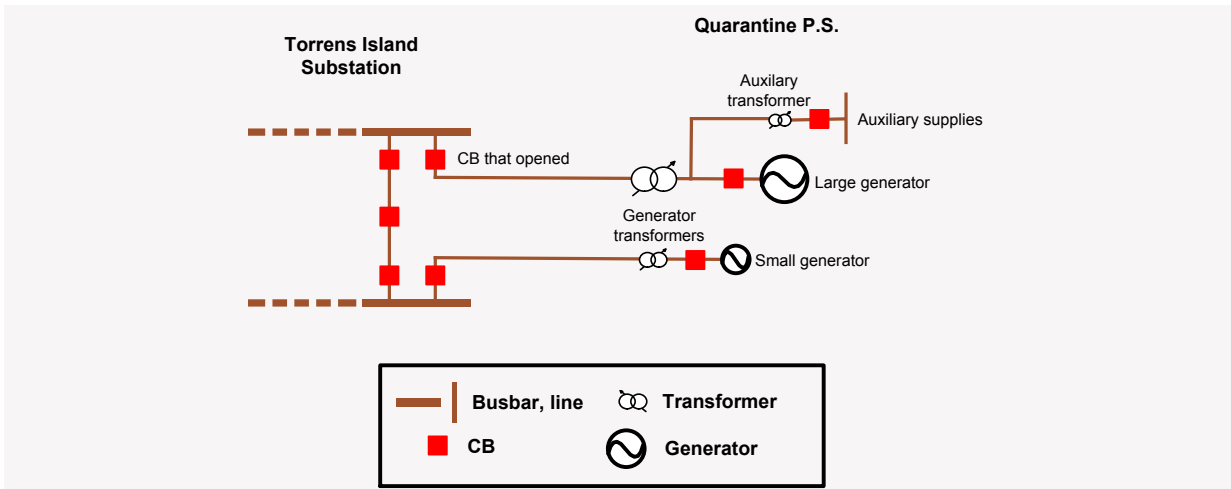 Quarantine P.S.
Torrens Island
Substation
Auxilary
transformer
Auxiliary supplies
CB that opened
Large generator
Generator
transformers
Small generator
Busbar, line
Transformer
CB
Generator